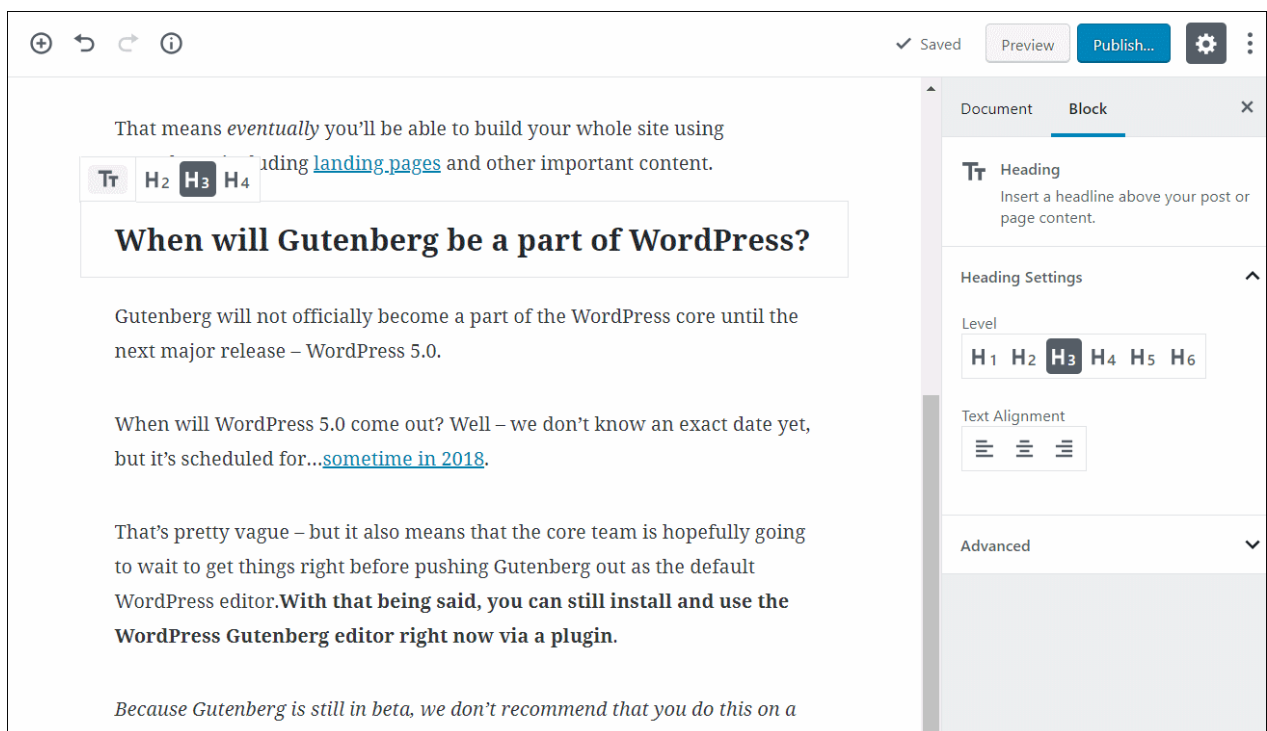 Saved
Preview
Publish...
That means eventually you’ll be able to build your whole site using
uding landing pages and other important content.
H2 H3 H4
When will Gutenberg be a part of WordPress?
Gutenberg will not officially become a part of the WordPress core until the
next major release – WordPress 5.0.
When will WordPress 5.0 come out? Well – we don’t know an exact date yet,
but it’s scheduled for...sometime in 2018.
That’s pretty vague – but it also means that the core team is hopefully going
to wait to get things right before pushing Gutenberg out as the default
WordPress editor.With that being said, you can still install and use the
WordPress Gutenberg editor right now via a plugin.
Because Gutenberg is still in beta, we don’t recommend that you do this on a
Document Block
Heading
Insert a headline above your post or
page content.
Heading Settings
Level
H1 H2 H3 H4 H5 H6
Text Alignment
Advanced